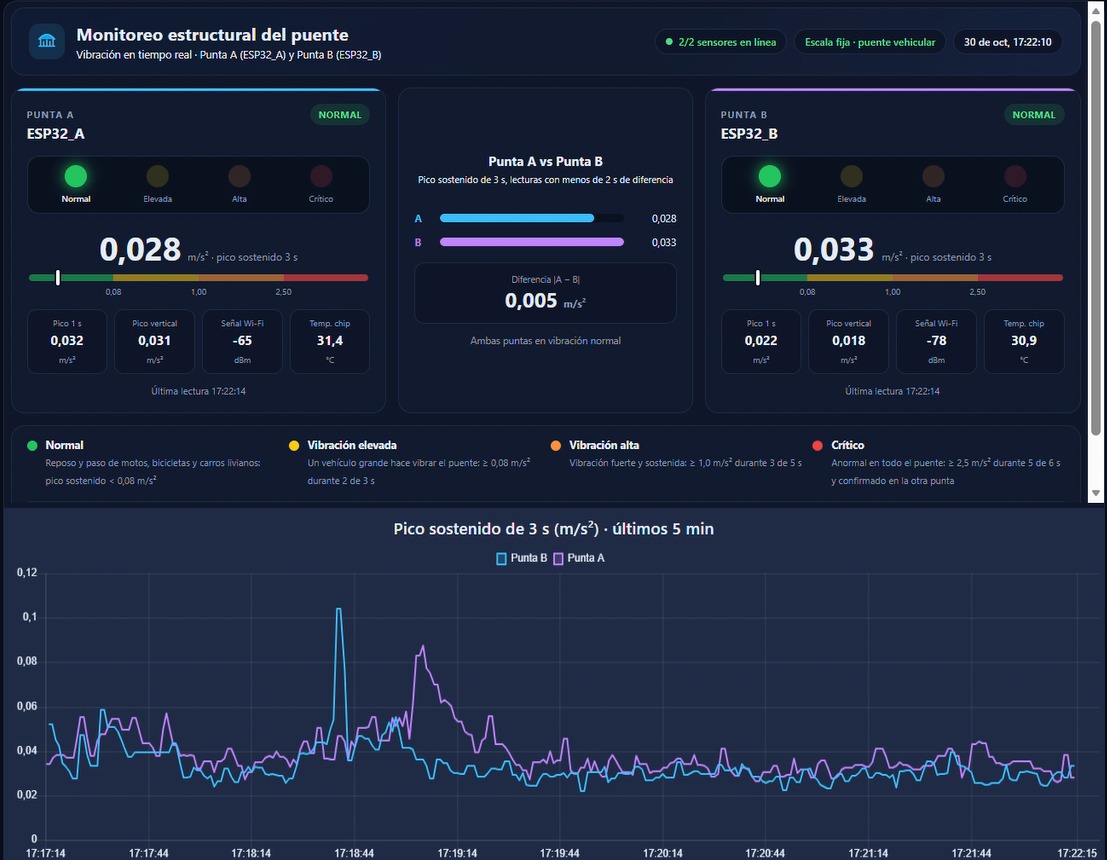 Monitoreo estructural del puente
Vibración en tiempo real · Punta A (ESP32_A) y Punta B (ESP32_B)
2/2 sensores en línea
Escala fija · puente vehicular
30 de oct, 17:22:10
PUNTA A
ESP32_A
NORMAL
Normal
Elevada
Alta
Crítico
0,028 m/s² · pico sostenido 3 s
0,08
1,00
2,50
Pico 1 s
0,032
m/s²
Pico vertical
0,031
m/s²
Señal Wi-Fi
-65
dBm
Temp. chip
31,4
°C
Última lectura 17:22:14
Punta A vs Punta B
Pico sostenido de 3 s, lecturas con menos de 2 s de diferencia
A 0,028
B 0,033
Diferencia |A − B|
0,005 m/s²
Ambas puntas en vibración normal
PUNTA B
ESP32_B
NORMAL
Normal
Elevada
Alta
Crítico
0,033 m/s² · pico sostenido 3 s
0,08
1,00
2,50
Pico 1 s
0,022
m/s²
Pico vertical
0,018
m/s²
Señal Wi-Fi
-78
dBm
Temp. chip
30,9
°C
Última lectura 17:22:14
Normal
Reposo y paso de motos, bicicletas y carros livianos:
pico sostenido < 0,08 m/s²
Vibración elevada
Un vehículo grande hace vibrar el puente: ≥ 0,08 m/s²
durante 2 de 3 s
Vibración alta
Vibración fuerte y sostenida: ≥ 1,0 m/s² durante 3 de 5 s
Crítico
Anormal en todo el puente: ≥ 2,5 m/s² durante 5 de 6 s
y confirmado en la otra punta
Pico sostenido de 3 s (m/s²) · últimos 5 min
Punta B
Punta A
0,12
0,1
0,08
0,06
0,04
0,02
0
17:17:14
17:17:44
17:18:14
17:18:44
17:19:14
17:19:44
17:20:14
17:20:44
17:21:14
17:21:44
17:22:15